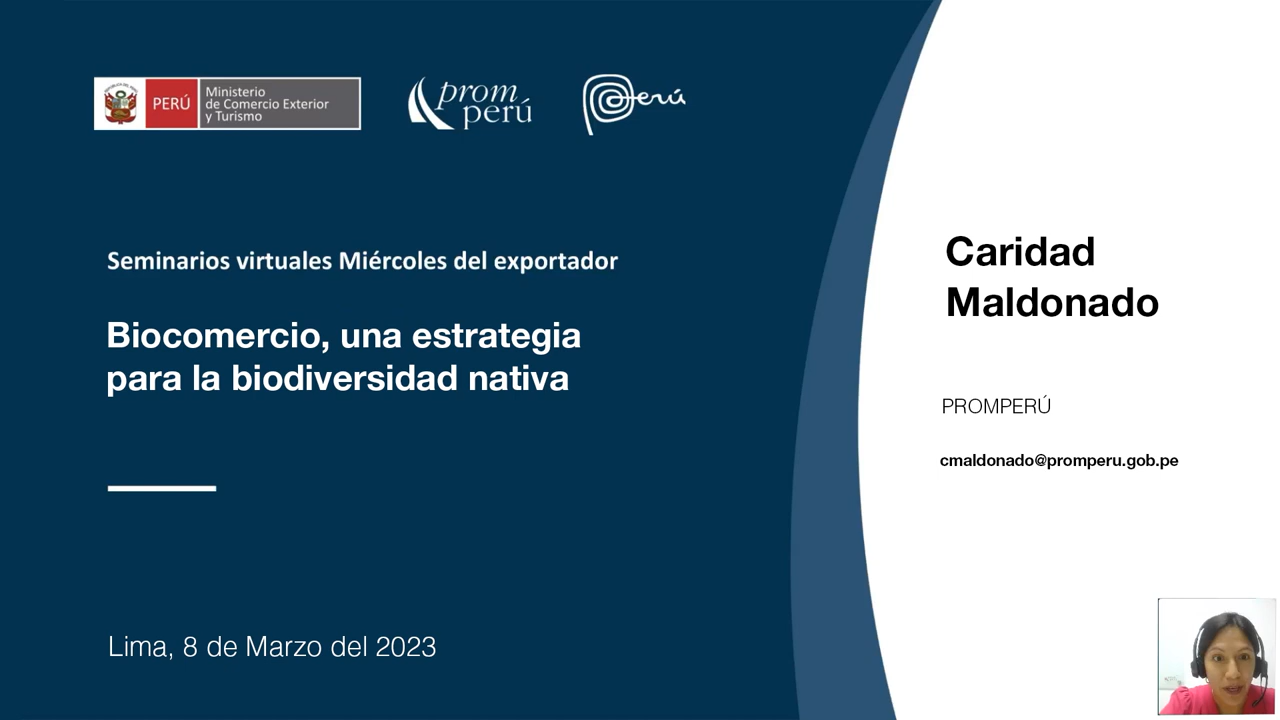 PERÚ
Ministerio
de Comercio Exterior
y Turismo
prom
perú
Perú
Seminarios virtuales Miércoles del exportador
Biocomercio, una estrategia
para la biodiversidad nativa
Lima, 8 de Marzo del 2023
Caridad
Maldonado
PROMPERÚ
cmaldonado@promperu.gob.pe